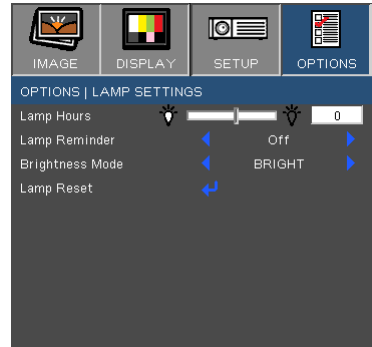 IMAGE DISPLAY SETUP OPTIONS
OPTIONS | LAMP SETTINGS
Lamp Hours 0
Lamp Reminder Off
Brightness Mode BRIGHT
Lamp Reset